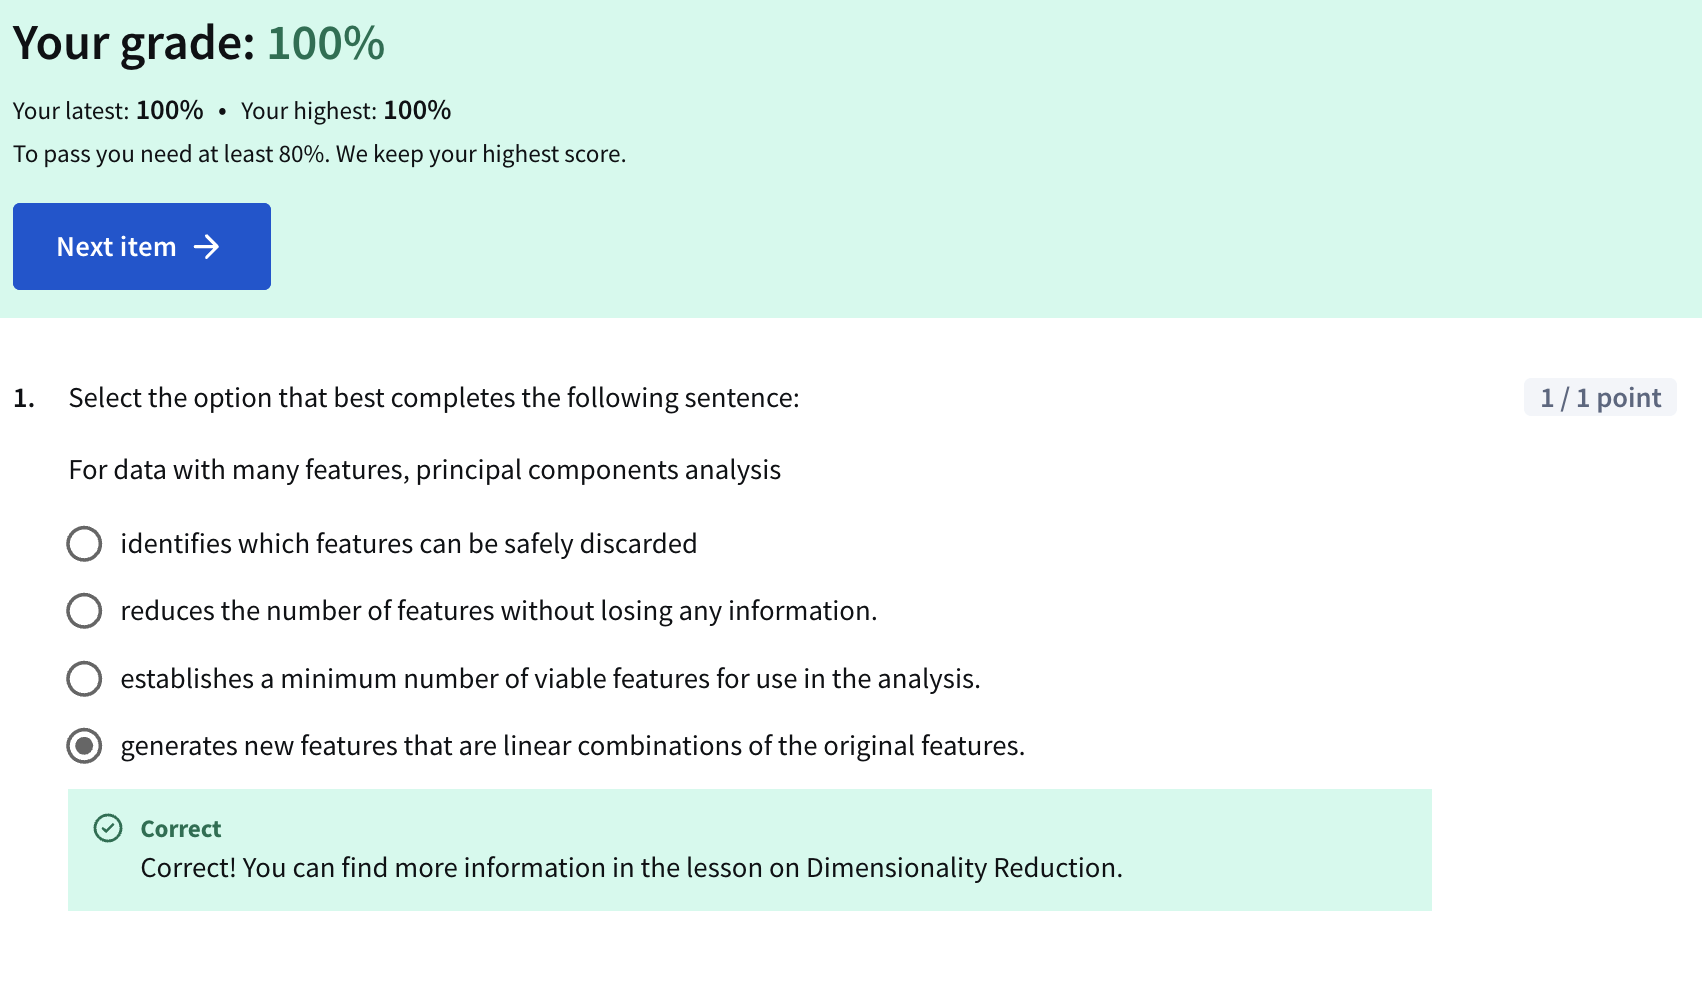 Your grade: 100%
Your latest: 100% • Your highest: 100%
To pass you need at least 80%. We keep your highest score.
Next item →
1. Select the option that best completes the following sentence:
1 / 1 point
For data with many features, principal components analysis
identifies which features can be safely discarded
reduces the number of features without losing any information.
establishes a minimum number of viable features for use in the analysis.
generates new features that are linear combinations of the original features.
Correct
Correct! You can find more information in the lesson on Dimensionality Reduction.